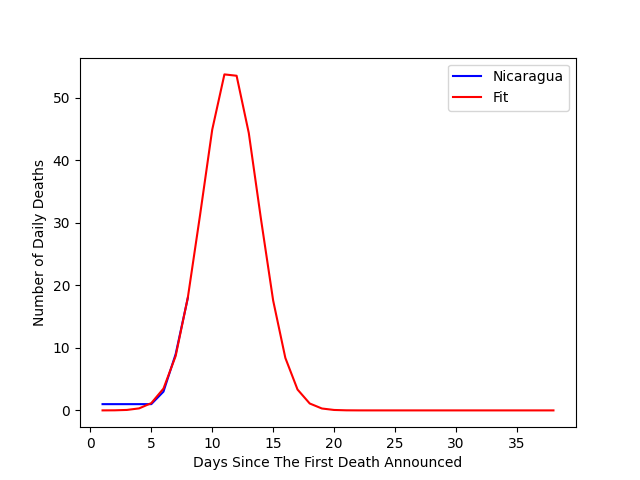 Nicaragua
Fit
50
40
30
20
10
0
Number of Daily Deaths
0 5 10 15 20 25 30 35
Days Since The First Death Announced